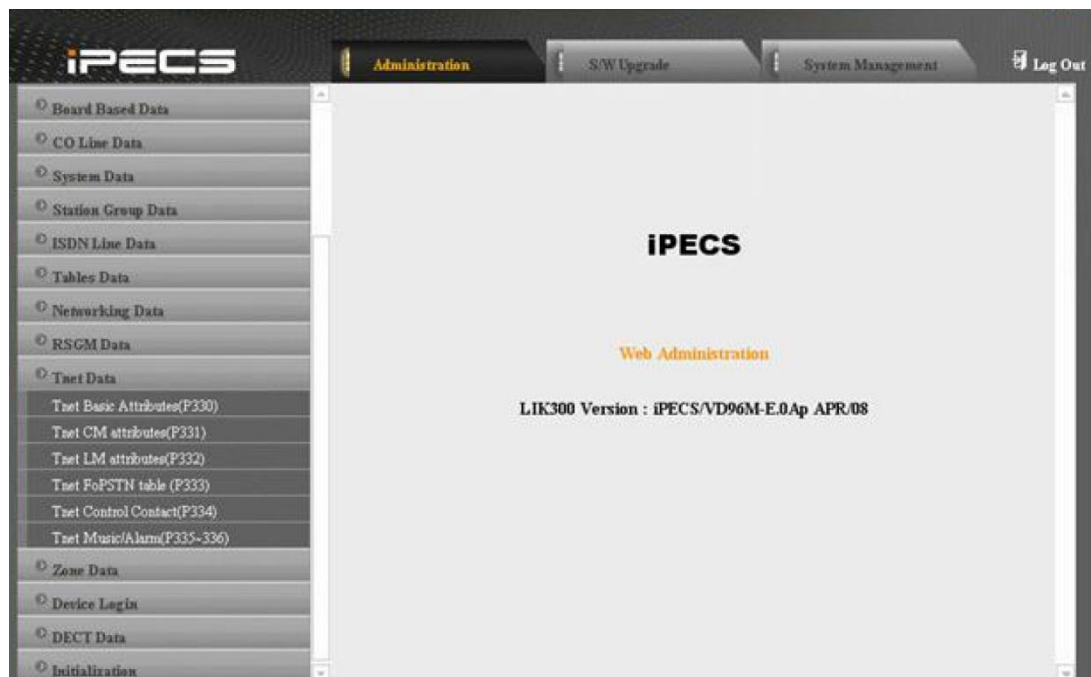 iPECS
Administration
S/W Upgrade
System Management
Log Out
Board Based Data
CO Line Data
System Data
Station Group Data
ISDN Line Data
Tables Data
Networking Data
RSGM Data
Tnet Data
Tnet Basic Attributes(P330)
Tnet CM attributes(P331)
Tnet LM attributes(P332)
Tnet FoPSTN table (P333)
Tnet Control Contact(P334)
Tnet Music/Alarm(P335~336)
Zone Data
Device Login
DECT Data
Initialization
iPECS
Web Administration
LIK300 Version : iPECS/VD96M-E.0Ap APR/08